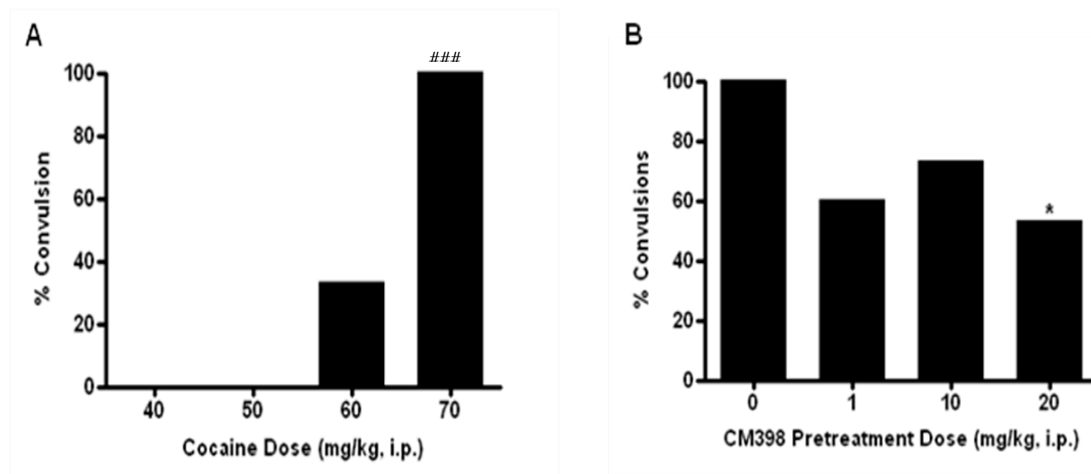 A
###
% Convulsion
100
80
60
40
20
0
40 50 60 70
Cocaine Dose (mg/kg, i.p.)
B
% Convulsions
100
80
60
40
20
0
*
0 1 10 20
CM398 Pretreatment Dose (mg/kg, i.p.)